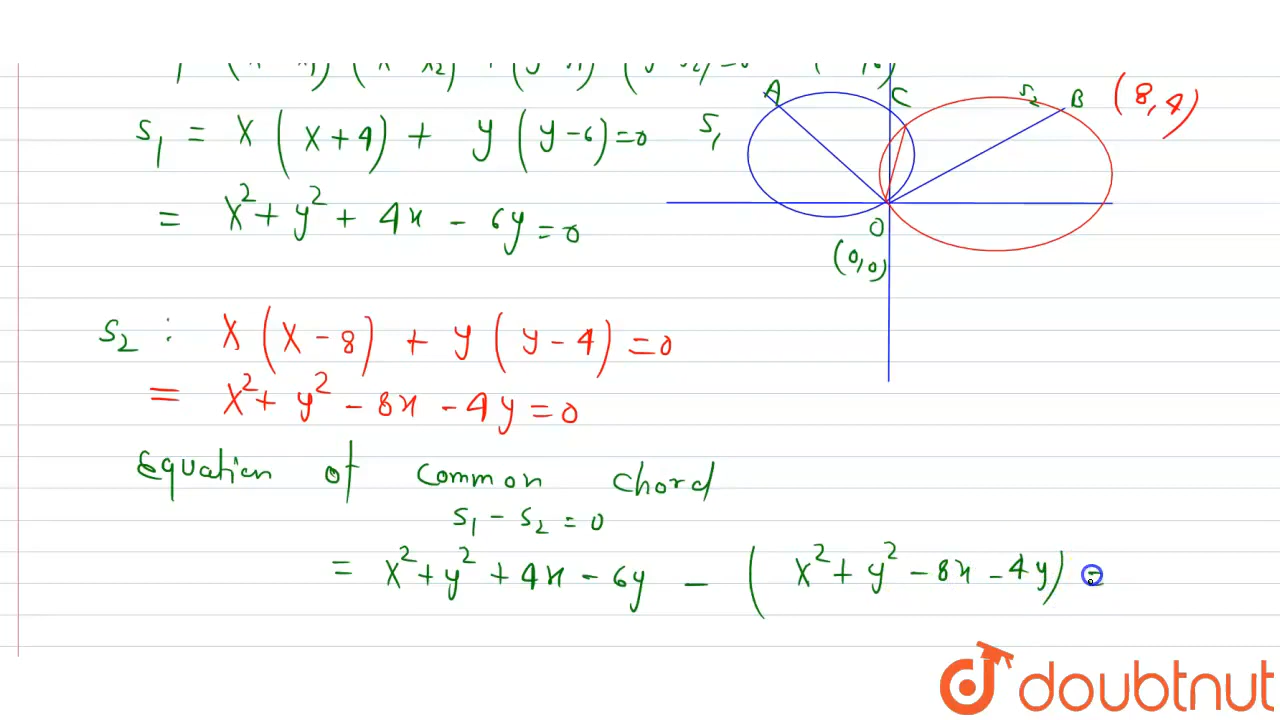 S₁ = x (x+4) + y (y-6) = 0
= x² + y² + 4x - 6y = 0
S₁
A
C
S₂
B
(8,4)
O
(0,0)
S₂ : x (x-8) + y (y-4) = 0
= x² + y² - 8x - 4y = 0
Equation of common chord
S₁ - S₂ = 0
= x² + y² + 4x - 6y - (x² + y² - 8x - 4y) =
doubtnut